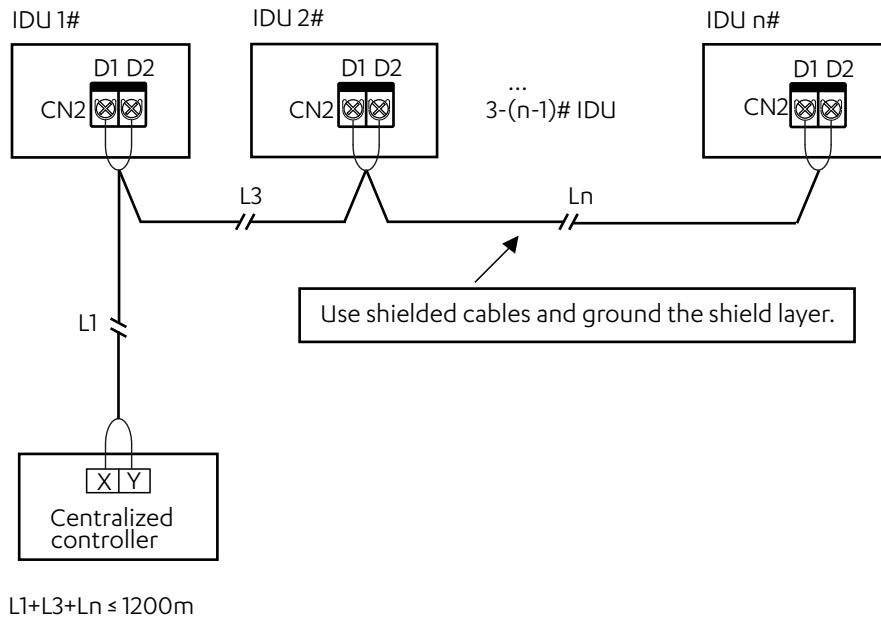 IDU 1#
IDU 2#
IDU n#
D1 D2
D1 D2
D1 D2
CN2
CN2
CN2
...
3-(n-1)# IDU
L3
Ln
Use shielded cables and ground the shield layer.
L1
X Y
Centralized
controller
L1+L3+Ln ≤ 1200m